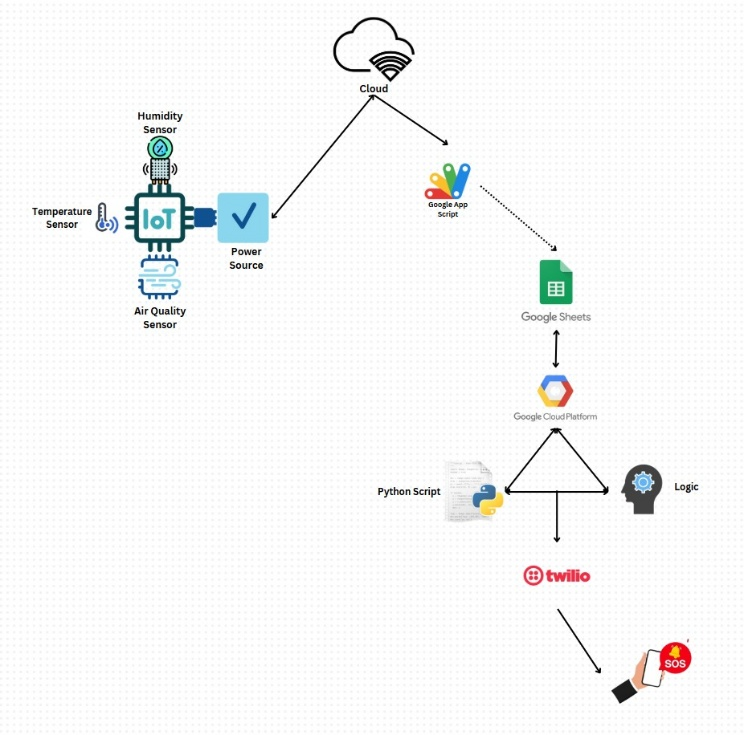 Cloud
Humidity
Sensor
Temperature
Sensor
IoT
Power
Source
Air Quality
Sensor
Google App
Script
Google Sheets
Google Cloud Platform
Python Script
Logic
twilio
SOS